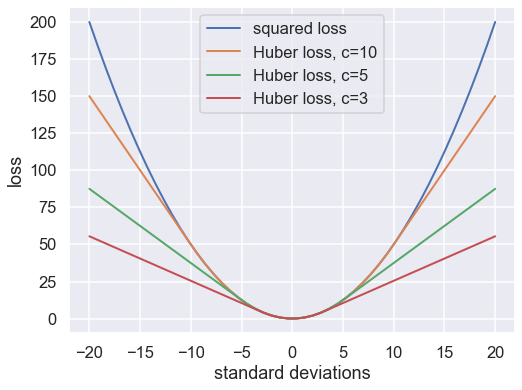 200
175
150
125
100
75
50
25
0
loss
squared loss
Huber loss, c=10
Huber loss, c=5
Huber loss, c=3
−20 −15 −10 −5 0 5 10 15 20
standard deviations